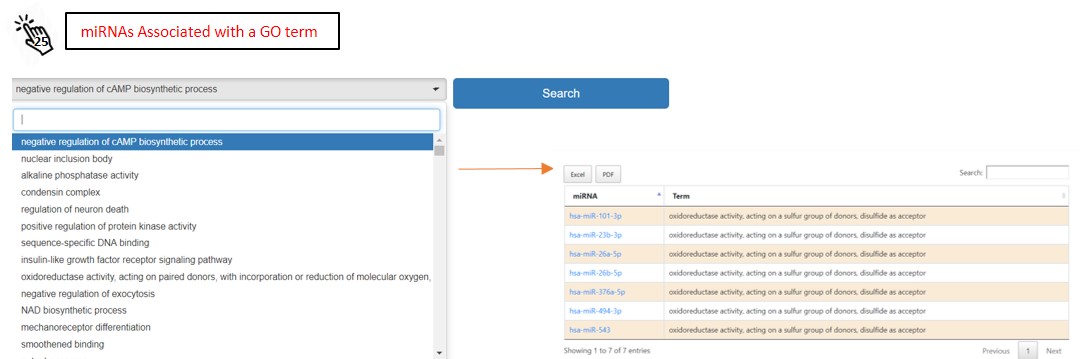 25
miRNAs Associated with a GO term
negative regulation of cAMP biosynthetic process
Search
negative regulation of cAMP biosynthetic process
nuclear inclusion body
alkaline phosphatase activity
condensin complex
regulation of neuron death
positive regulation of protein kinase activity
sequence-specific DNA binding
insulin-like growth factor receptor signaling pathway
oxidoreductase activity, acting on paired donors, with incorporation or reduction of molecular oxygen,
negative regulation of exocytosis
NAD biosynthetic process
mechanoreceptor differentiation
smoothened binding
Excel PDF Search:
miRNA Term
hsa-miR-101-3p oxidoreductase activity, acting on a sulfur group of donors, disulfide as acceptor
hsa-miR-23b-3p oxidoreductase activity, acting on a sulfur group of donors, disulfide as acceptor
hsa-miR-26a-5p oxidoreductase activity, acting on a sulfur group of donors, disulfide as acceptor
hsa-miR-26b-5p oxidoreductase activity, acting on a sulfur group of donors, disulfide as acceptor
hsa-miR-376a-5p oxidoreductase activity, acting on a sulfur group of donors, disulfide as acceptor
hsa-miR-494-3p oxidoreductase activity, acting on a sulfur group of donors, disulfide as acceptor
hsa-miR-543 oxidoreductase activity, acting on a sulfur group of donors, disulfide as acceptor
Showing 1 to 7 of 7 entries Previous 1 Next